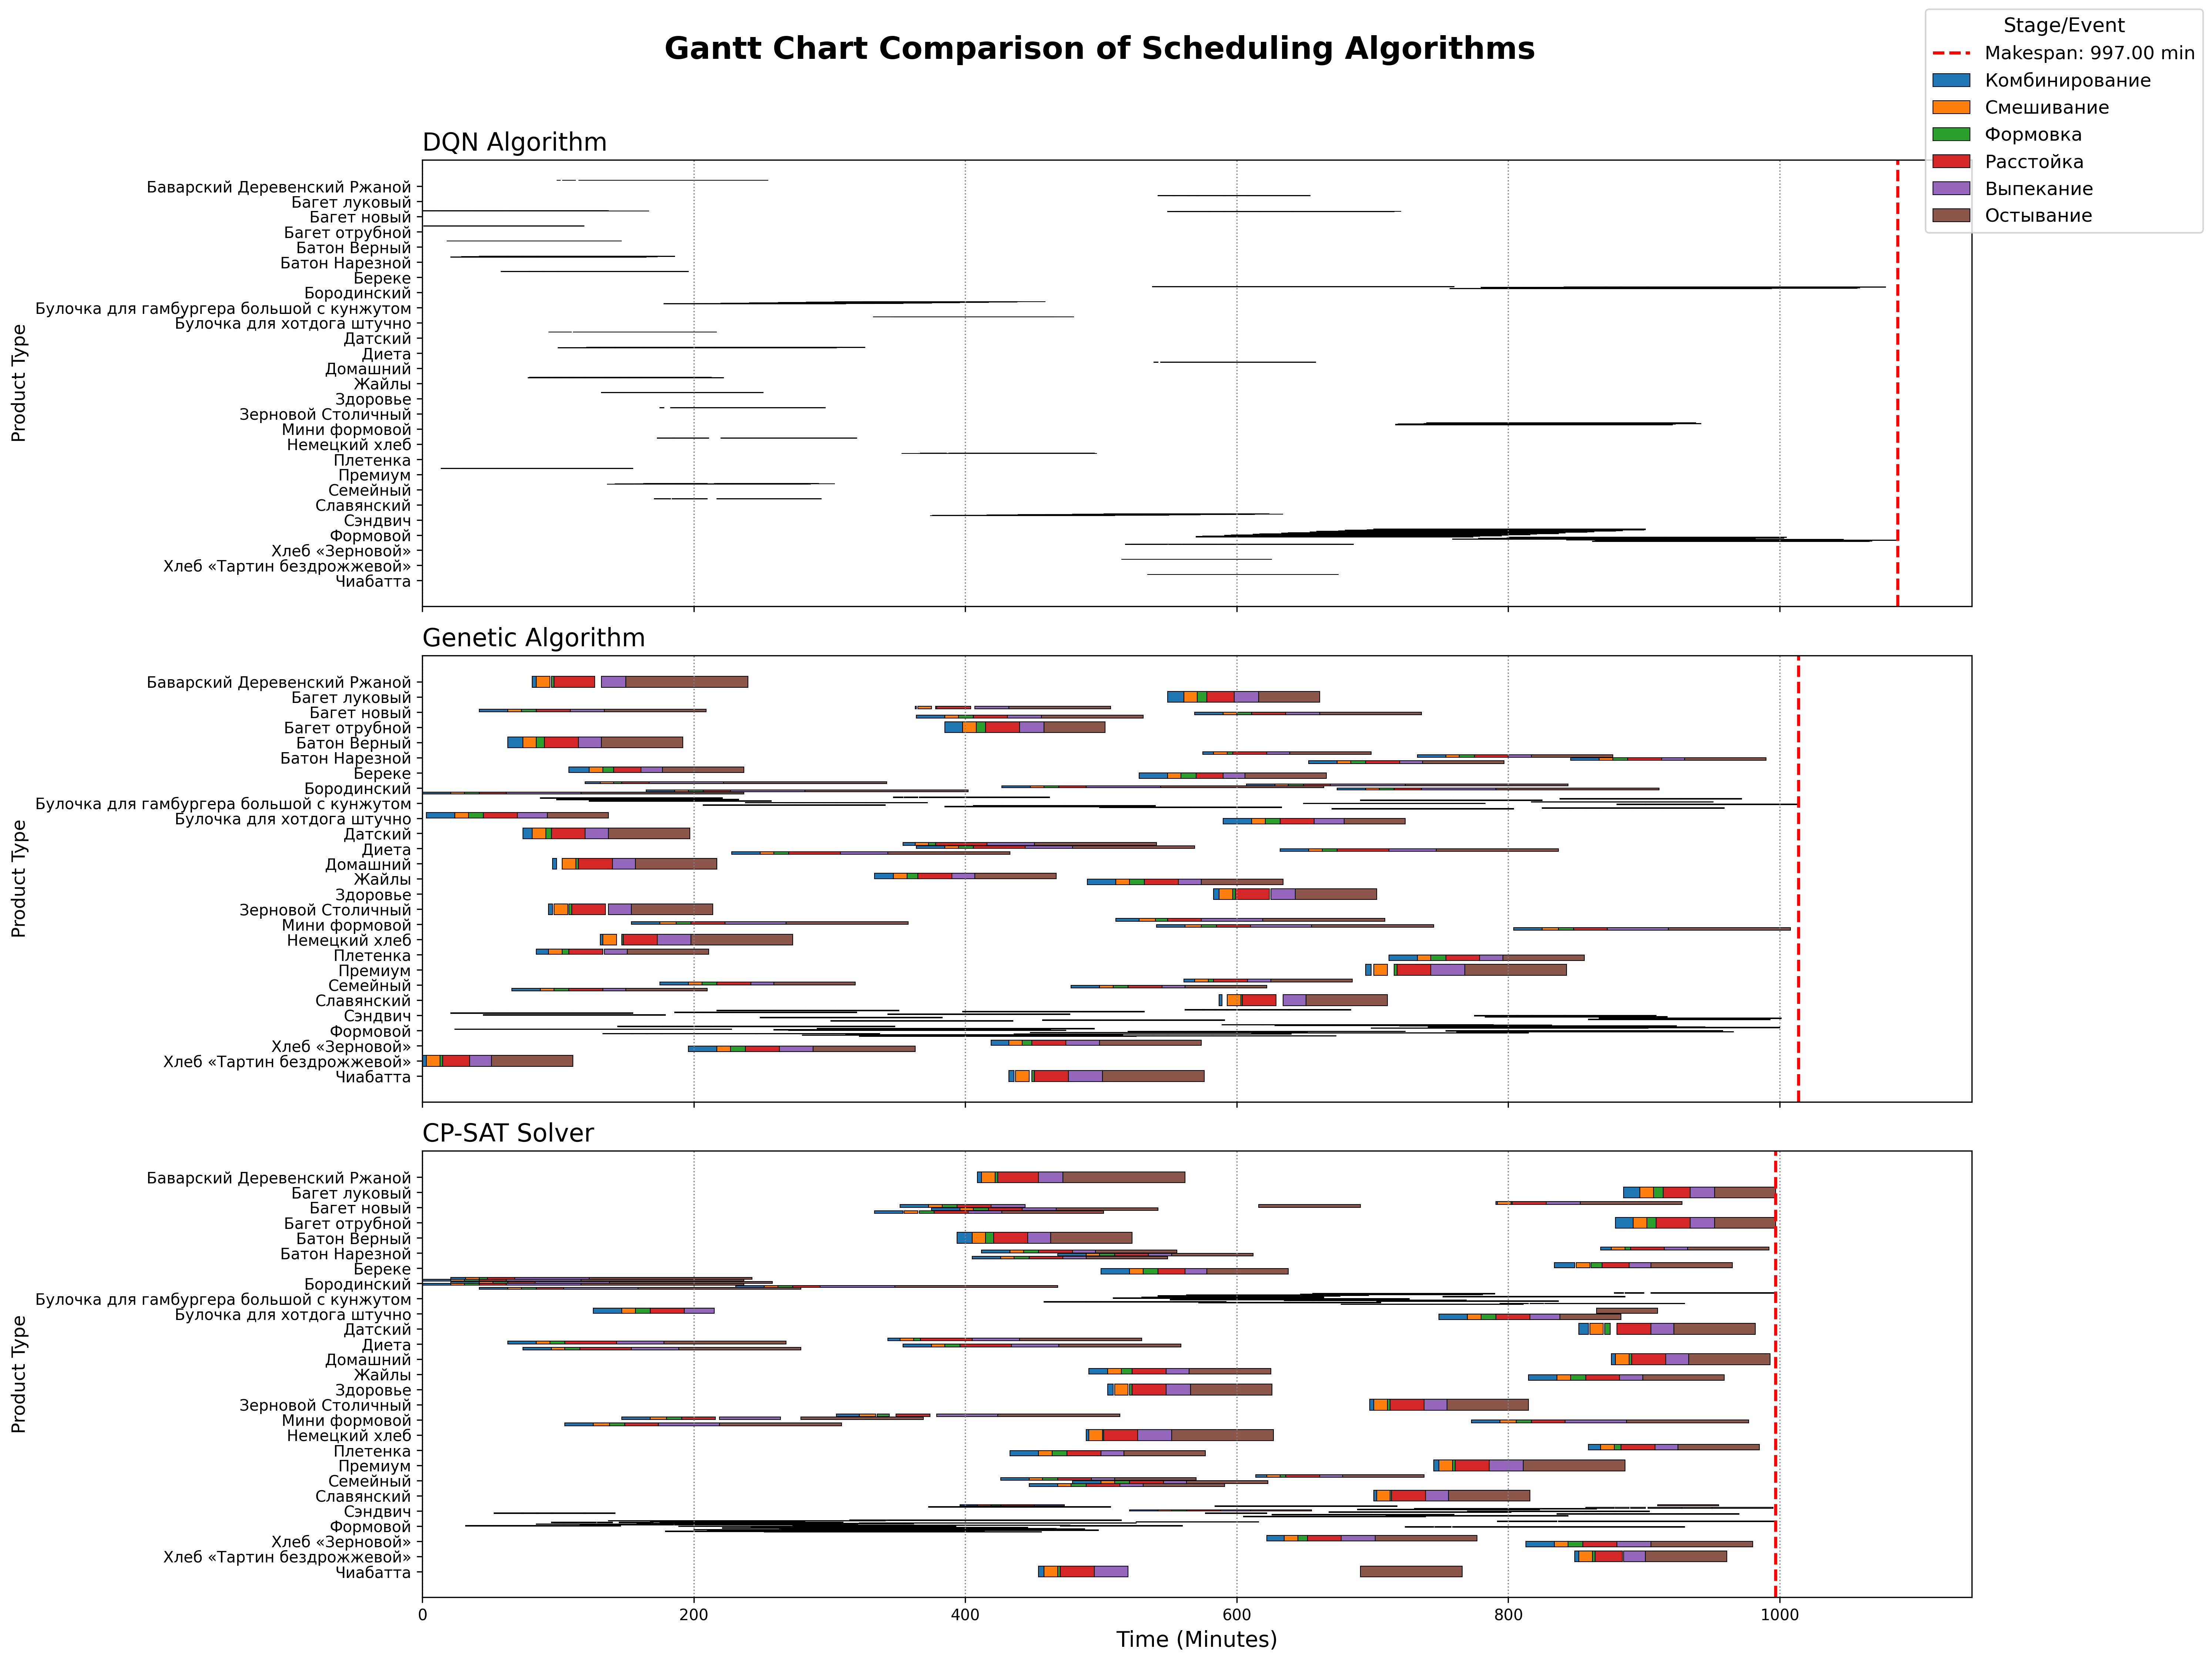 Gantt Chart Comparison of Scheduling Algorithms
Stage/Event
Makespan: 997.00 min
Комбинирование
Смешивание
Формовка
Расстойка
Выпекание
Остывание
DQN Algorithm
Product Type
Баварский Деревенский Ржаной
Багет луковый
Багет новый
Багет отрубной
Батон Верный
Батон Нарезной
Береке
Бородинский
Булочка для гамбургера большой с кунжутом
Булочка для хотдога штучно
Датский
Диета
Домашний
Жайлы
Здоровье
Зерновой Столичный
Мини формовой
Немецкий хлеб
Плетенка
Премиум
Семейный
Славянский
Сэндвич
Формовой
Хлеб «Зерновой»
Хлеб «Тартин бездрожжевой»
Чиабатта
Genetic Algorithm
Product Type
Баварский Деревенский Ржаной
Багет луковый
Багет новый
Багет отрубной
Батон Верный
Батон Нарезной
Береке
Бородинский
Булочка для гамбургера большой с кунжутом
Булочка для хотдога штучно
Датский
Диета
Домашний
Жайлы
Здоровье
Зерновой Столичный
Мини формовой
Немецкий хлеб
Плетенка
Премиум
Семейный
Славянский
Сэндвич
Формовой
Хлеб «Зерновой»
Хлеб «Тартин бездрожжевой»
Чиабатта
CP-SAT Solver
Product Type
Баварский Деревенский Ржаной
Багет луковый
Багет новый
Багет отрубной
Батон Верный
Батон Нарезной
Береке
Бородинский
Булочка для гамбургера большой с кунжутом
Булочка для хотдога штучно
Датский
Диета
Домашний
Жайлы
Здоровье
Зерновой Столичный
Мини формовой
Немецкий хлеб
Плетенка
Премиум
Семейный
Славянский
Сэндвич
Формовой
Хлеб «Зерновой»
Хлеб «Тартин бездрожжевой»
Чиабатта
0 200 400 600 800 1000
Time (Minutes)